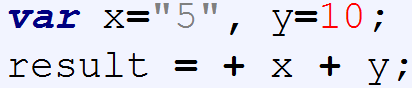 var x="5", y=10;
result = + x + y;